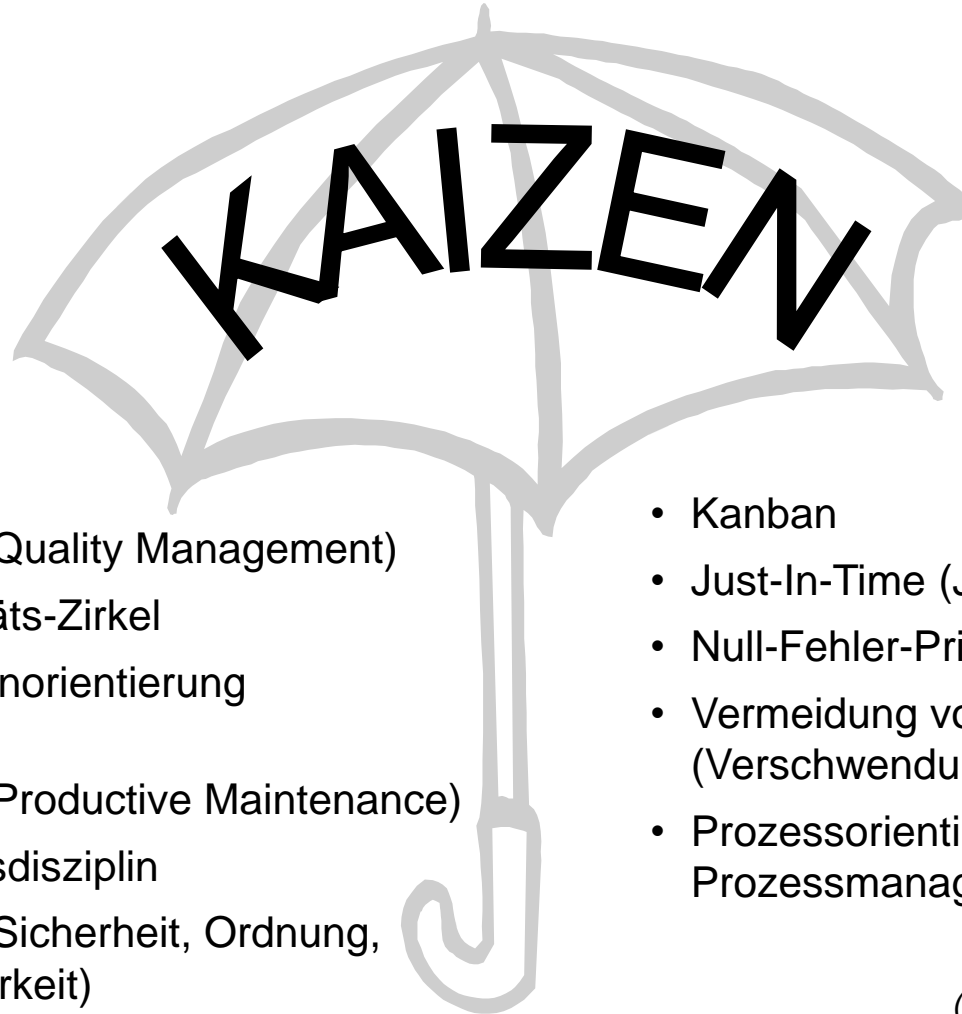 KAIZEN
Quality Management)
äts-Zirkel
norientierung
Productive Maintenance)
sdisziplin
Sicherheit, Ordnung,
rkeit)
• Kanban
• Just-In-Time (J
• Null-Fehler-Pri
• Vermeidung vo
(Verschwendu
• Prozessorienti
Prozessmanag
(